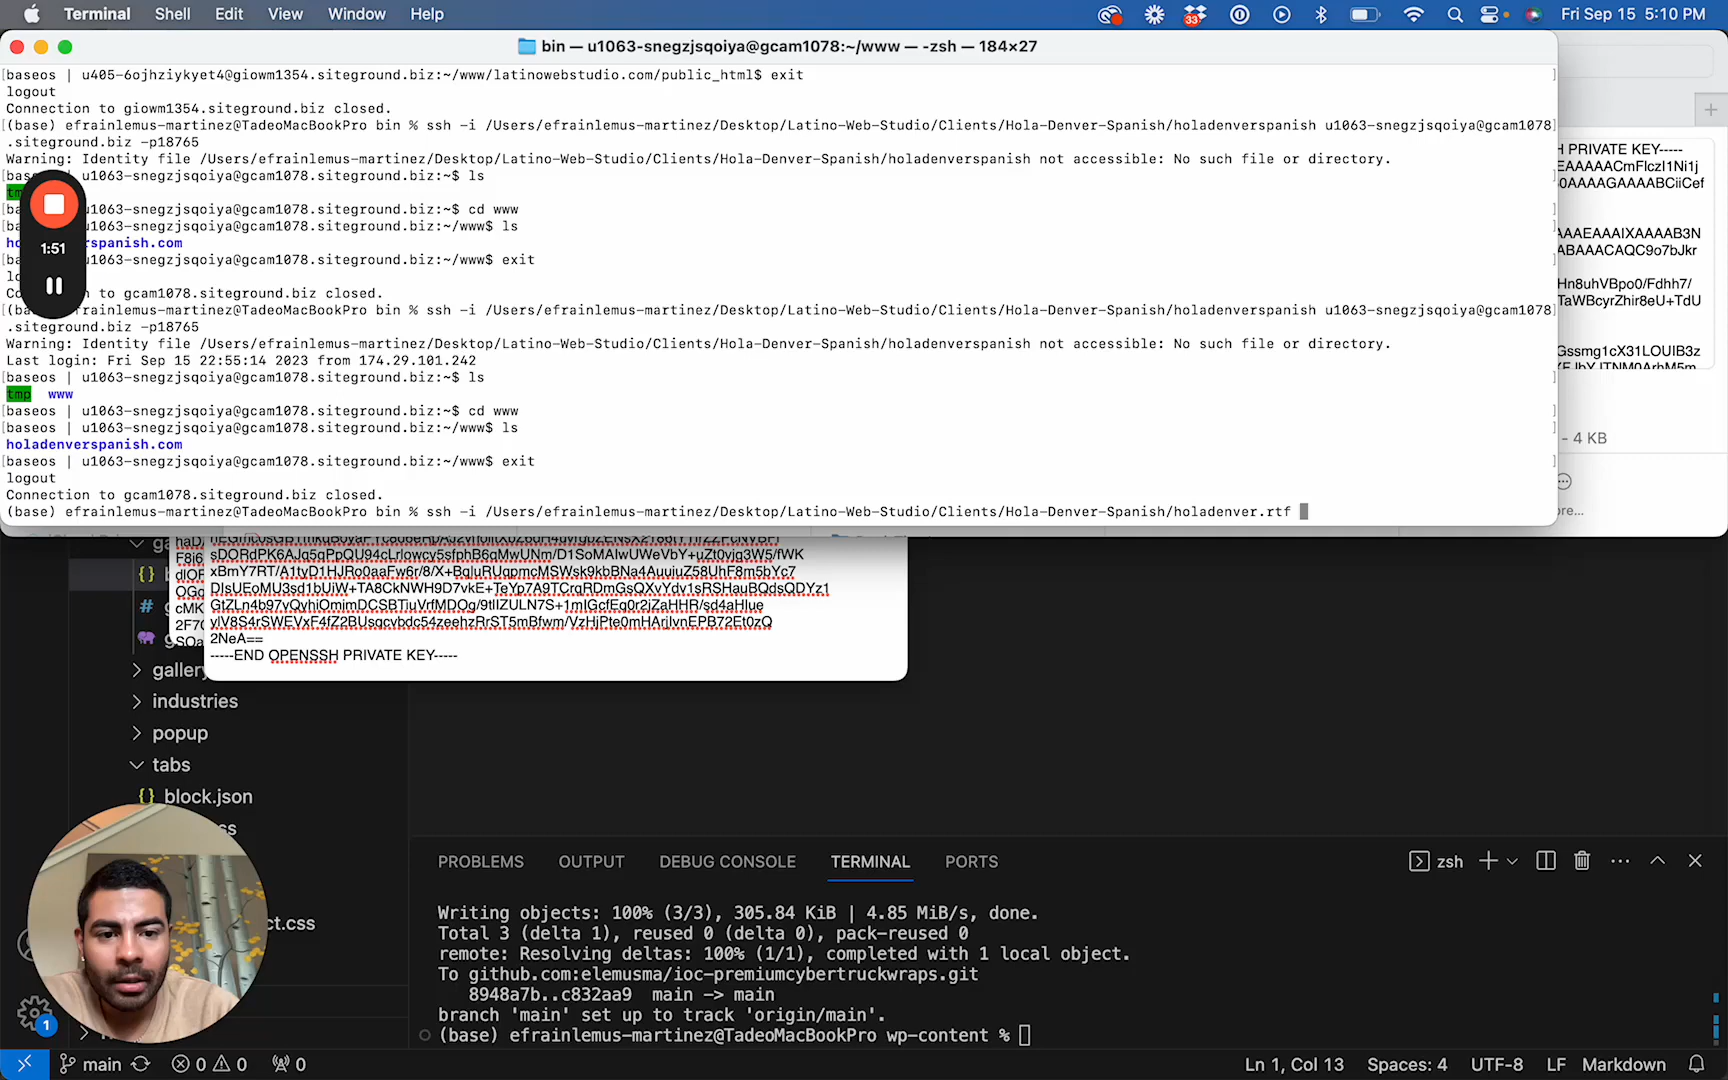 Terminal Shell Edit View Window Help
33
Fri Sep 15 5:10 PM
bin — u1063-snegzjsqoiya@gcam1078:~/www — -zsh — 184×27
[baseos | u405-6ojhziykyet4@giowm1354.siteground.biz:~/www/latinowebstudio.com/public_html$ exit
logout
Connection to giowm1354.siteground.biz closed.
[(base) efrainlemus-martinez@TadeoMacBookPro bin % ssh -i /Users/efrainlemus-martinez/Desktop/Latino-Web-Studio/Clients/Hola-Denver-Spanish/holadenverspanish u1063-snegzjsqoiya@gcam1078]
.siteground.biz -p18765
Warning: Identity file /Users/efrainlemus-martinez/Desktop/Latino-Web-Studio/Clients/Hola-Denver-Spanish/holadenverspanish not accessible: No such file or directory.
u1063-snegzjsqoiya@gcam1078.siteground.biz:~$ ls
u1063-snegzjsqoiya@gcam1078.siteground.biz:~$ cd www
u1063-snegzjsqoiya@gcam1078.siteground.biz:~/www$ ls
rspanish.com
u1063-snegzjsqoiya@gcam1078.siteground.biz:~/www$ exit
to gcam1078.siteground.biz closed.
efrainlemus-martinez@TadeoMacBookPro bin % ssh -i /Users/efrainlemus-martinez/Desktop/Latino-Web-Studio/Clients/Hola-Denver-Spanish/holadenverspanish u1063-snegzjsqoiya@gcam1078]
.siteground.biz -p18765
Warning: Identity file /Users/efrainlemus-martinez/Desktop/Latino-Web-Studio/Clients/Hola-Denver-Spanish/holadenverspanish not accessible: No such file or directory.
Last login: Fri Sep 15 22:55:14 2023 from 174.29.101.242
[baseos | u1063-snegzjsqoiya@gcam1078.siteground.biz:~$ ls
tmp www
[baseos | u1063-snegzjsqoiya@gcam1078.siteground.biz:~$ cd www
[baseos | u1063-snegzjsqoiya@gcam1078.siteground.biz:~/www$ ls
holadenverspanish.com
[baseos | u1063-snegzjsqoiya@gcam1078.siteground.biz:~/www$ exit
logout
Connection to gcam1078.siteground.biz closed.
(base) efrainlemus-martinez@TadeoMacBookPro bin % ssh -i /Users/efrainlemus-martinez/Desktop/Latino-Web-Studio/Clients/Hola-Denver-Spanish/holadenver.rtf
1:51
H PRIVATE KEY-----
- 4 KB
ore...
2NeA==
-----END OPENSSH PRIVATE KEY-----
gallery
industries
popup
tabs
{} block.json
ct.css
PROBLEMS OUTPUT DEBUG CONSOLE TERMINAL PORTS
zsh
Writing objects: 100% (3/3), 305.84 KiB | 4.85 MiB/s, done.
Total 3 (delta 1), reused 0 (delta 0), pack-reused 0
remote: Resolving deltas: 100% (1/1), completed with 1 local object.
To github.com:elemusma/ioc-premiumcybertruckwraps.git
8948a7b..c832aa9 main -> main
branch 'main' set up to track 'origin/main'.
(base) efrainlemus-martinez@TadeoMacBookPro wp-content %
1
main 0 0 0
Ln 1, Col 13 Spaces: 4 UTF-8 LF Markdown